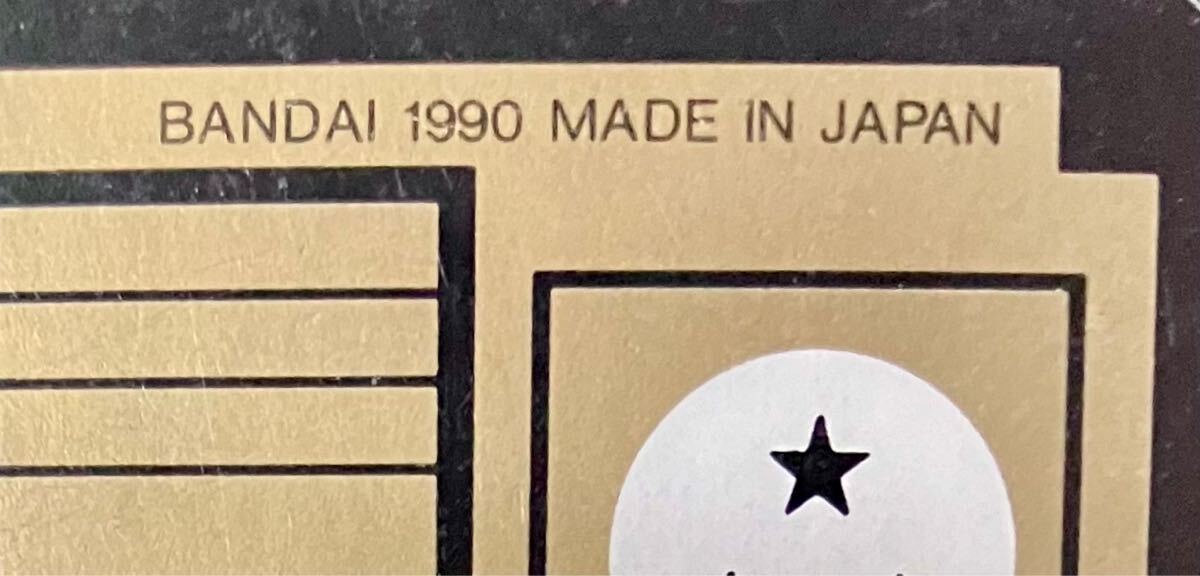 BANDAI 1990 MADE IN JAPAN